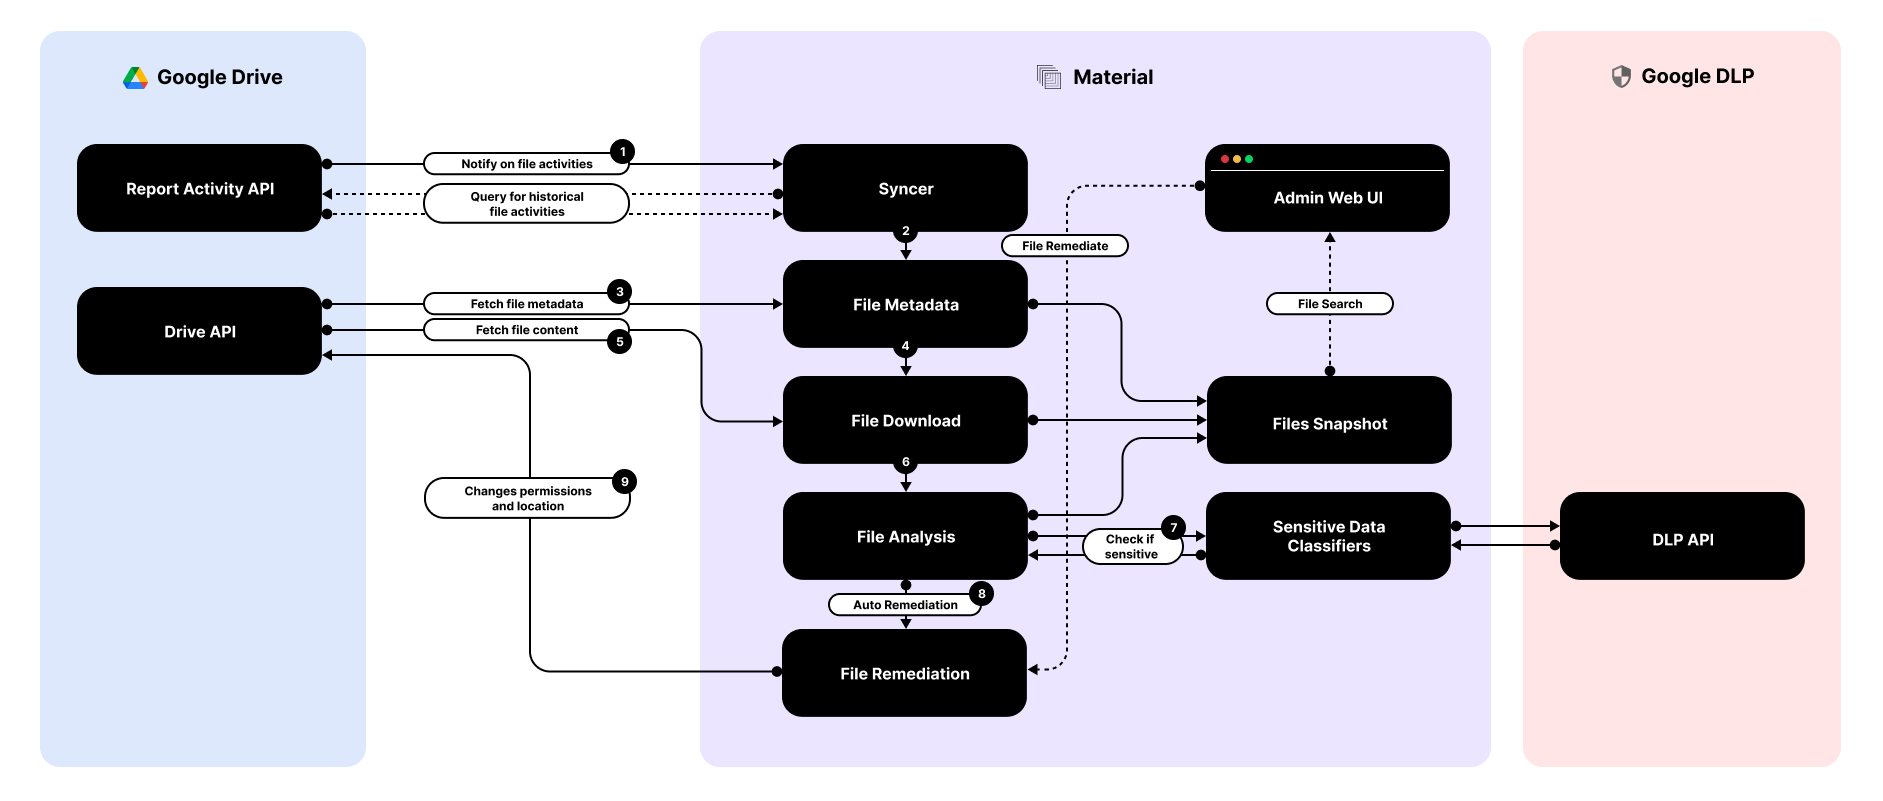 Google Drive
Material
Google DLP
Report Activity API
Notify on file activities
1
Query for historical
file activities
Syncer
2
Admin Web UI
File Remediate
Drive API
Fetch file metadata
3
Fetch file content
5
File Metadata
4
File Search
File Download
6
Files Snapshot
Changes permissions
and location
9
File Analysis
Check if
sensitive
7
Sensitive Data
Classifiers
DLP API
Auto Remediation
8
File Remediation